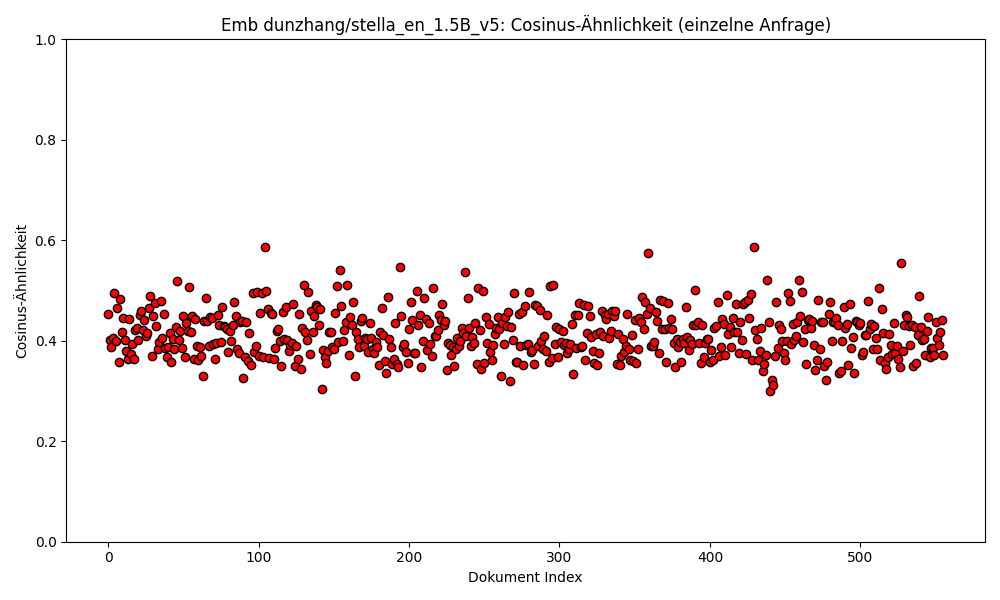 Emb dunzhang/stella_en_1.5B_v5: Cosinus-Ähnlichkeit (einzelne Anfrage)
1.0
0.8
0.6
0.4
0.2
0.0
Cosinus-Ähnlichkeit
0 100 200 300 400 500
Dokument Index